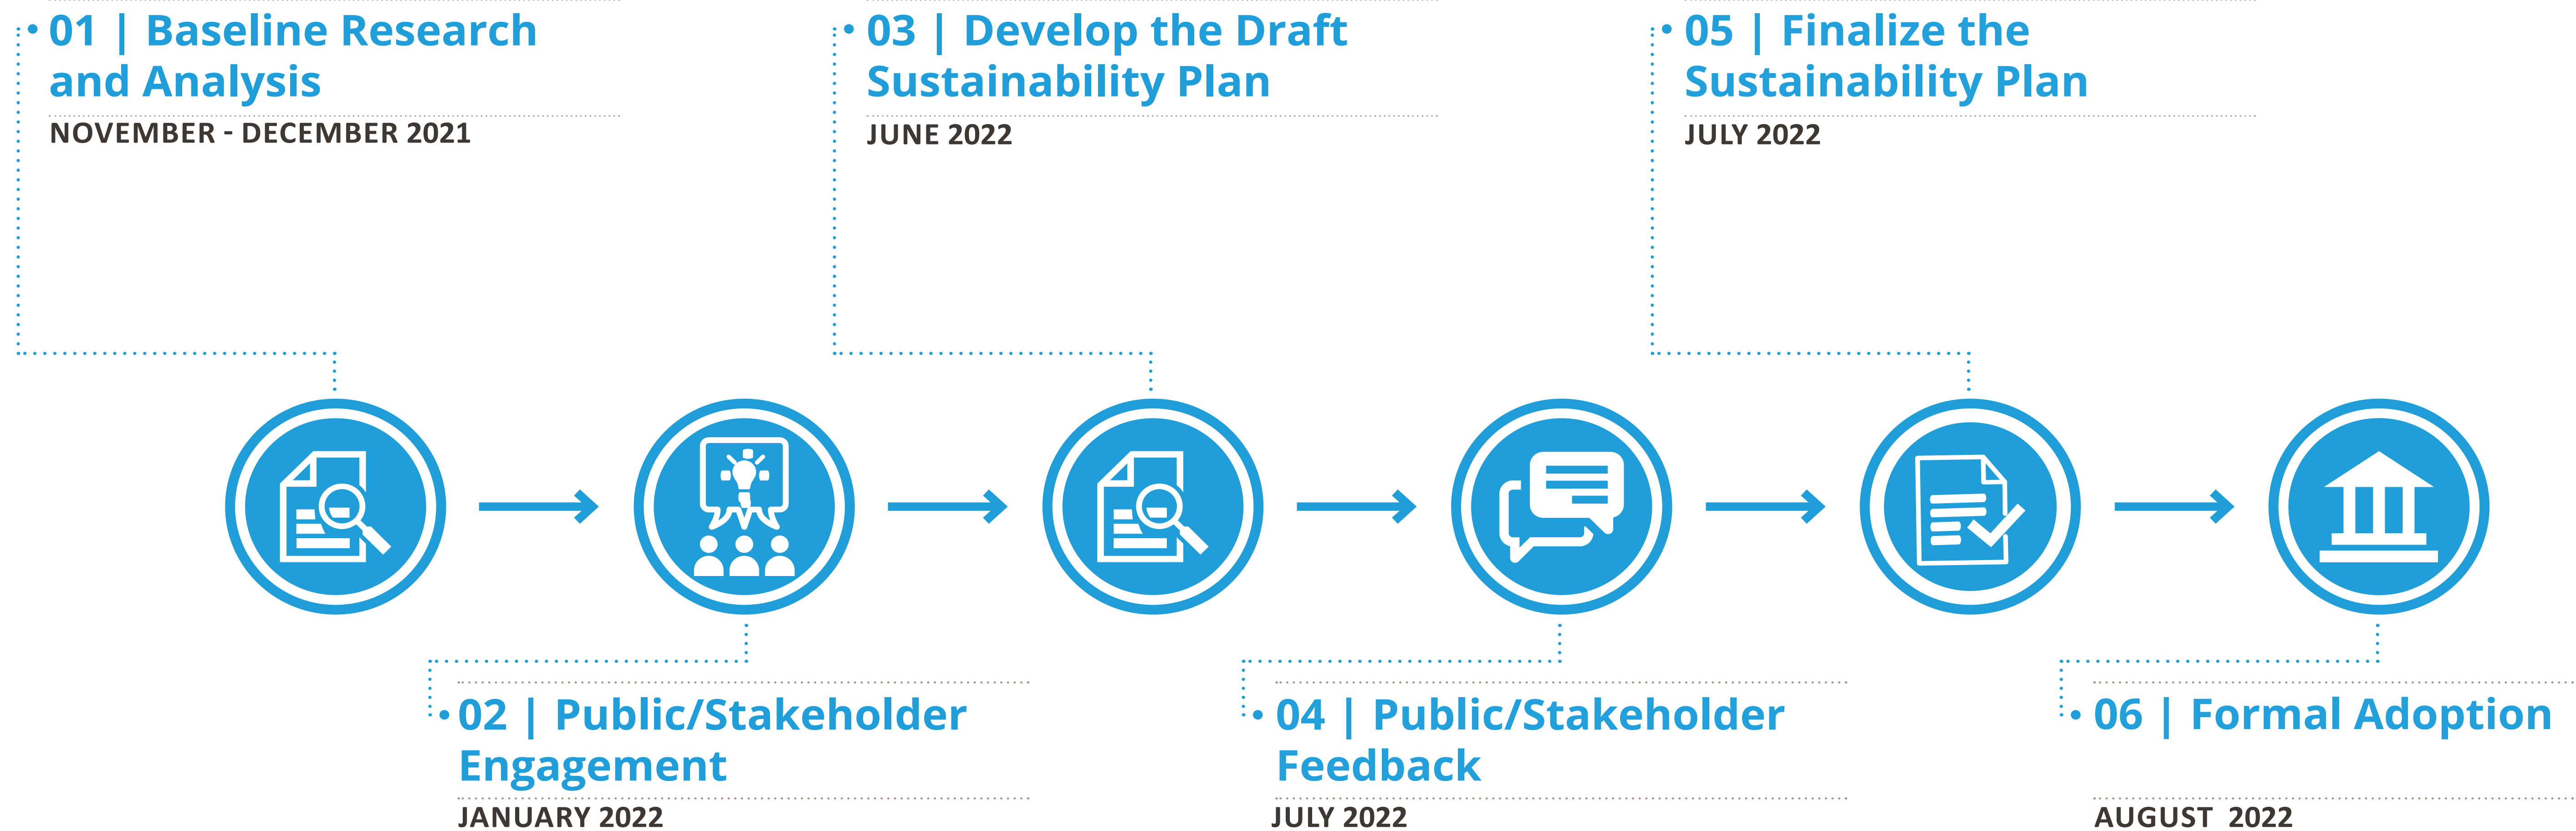 01 | Baseline Research
and Analysis
NOVEMBER - DECEMBER 2021
02 | Public/Stakeholder
Engagement
JANUARY 2022
03 | Develop the Draft
Sustainability Plan
JUNE 2022
04 | Public/Stakeholder
Feedback
JULY 2022
05 | Finalize the
Sustainability Plan
JULY 2022
06 | Formal Adoption
AUGUST 2022